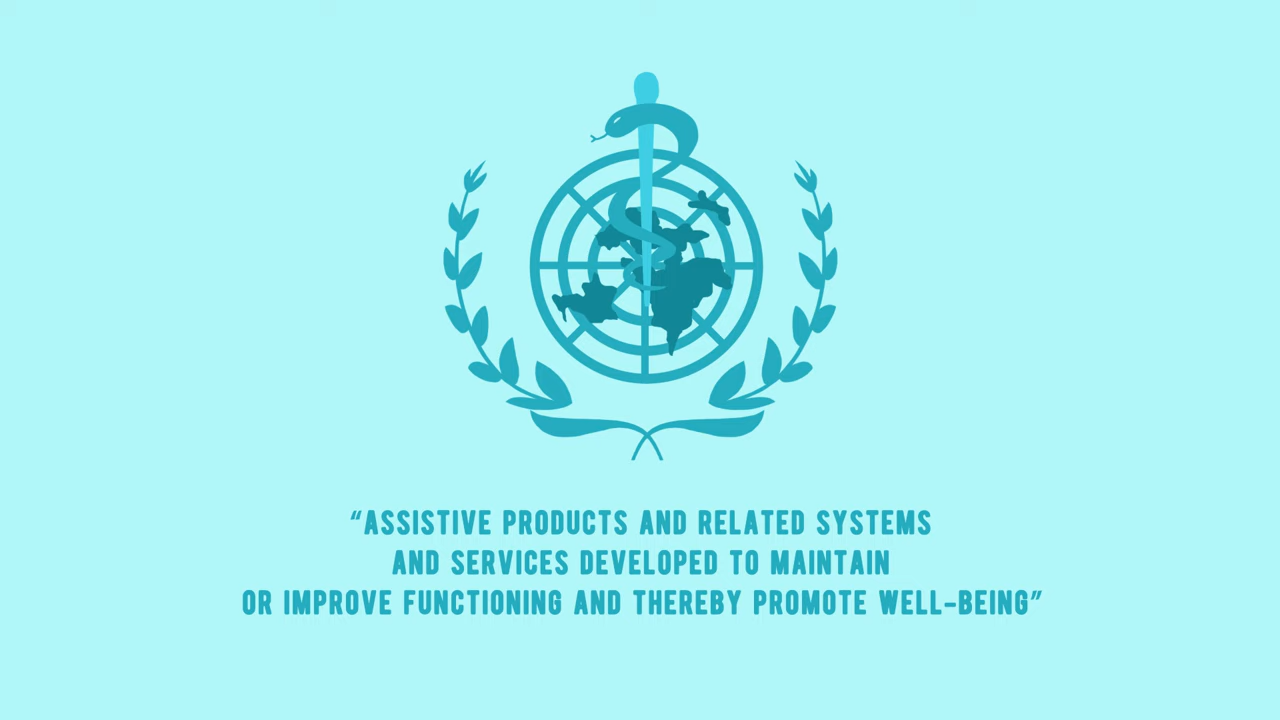 “ASSISTIVE PRODUCTS AND RELATED SYSTEMS
AND SERVICES DEVELOPED TO MAINTAIN
OR IMPROVE FUNCTIONING AND THEREBY PROMOTE WELL-BEING”